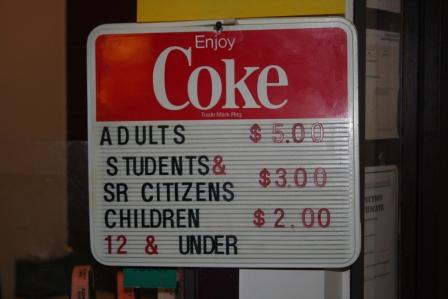 Enjoy
Coke
Trade Mark Reg.
ADULTS $5.00
STUDENTS&
SR CITIZENS $3.00
CHILDREN $2.00
12 & UNDER